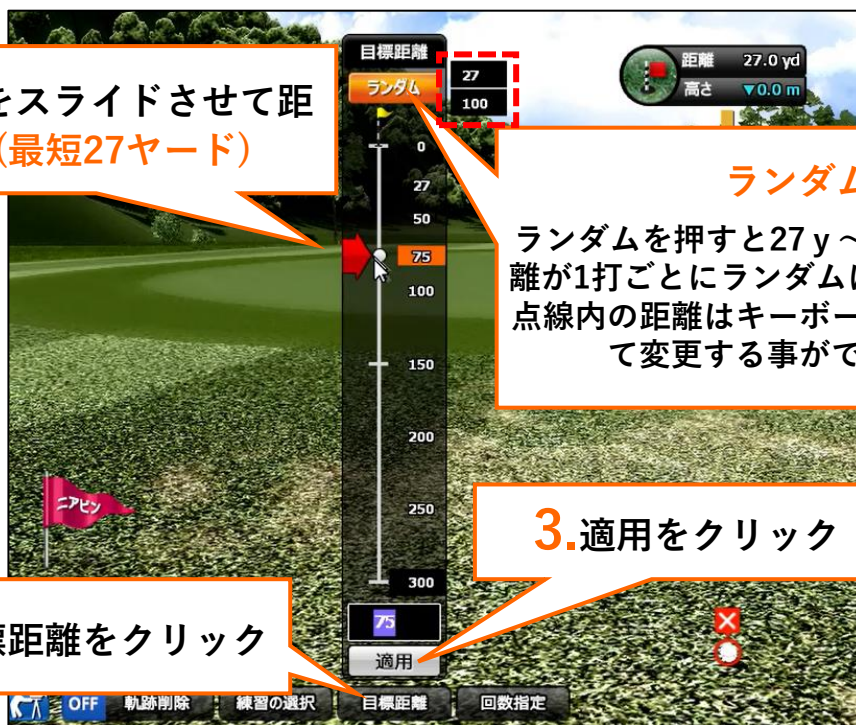 目標距離
ランダム
27
100
距離 27.0 yd
高さ ▼0.0 m
をスライドさせて距
(最短27ヤード)
0
27
50
75
100
150
200
250
300
ランダム
ランダムを押すと27ｙ～
離が1打ごとにランダムに
点線内の距離はキーボー
て変更する事がで
ニアピン
3.適用をクリック
75
適用
標距離をクリック
OFF 軌跡削除 練習の選択 目標距離 回数指定